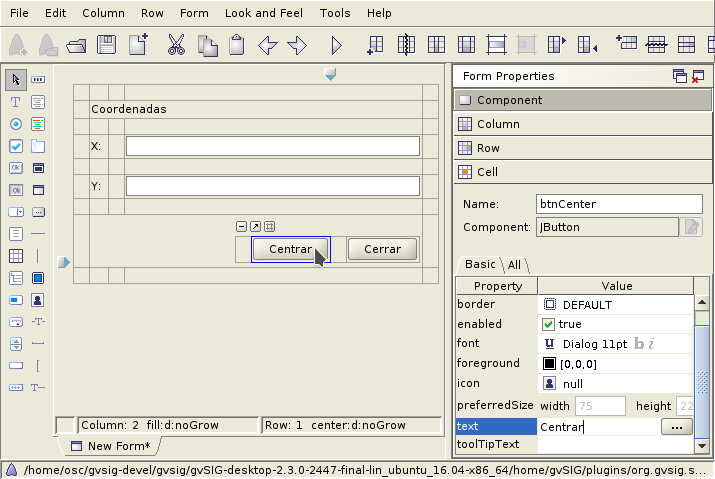 File Edit Column Row Form Look and Feel Tools Help
Form Properties
Component
Column
Row
Cell
Coordenadas
X:
Y:
Centrar Cerrar
Name: btnCenter
Component: JButton
Basic All
Property Value
border DEFAULT
enabled true
font u Dialog 11pt b i
foreground [0,0,0]
icon null
preferredSize width 75 height 22
text Centrar ...
toolTipText
Column: 2 fill:d:noGrow Row: 1 center:d:noGrow
New Form*
/home/osc/gvsig-devel/gvsig/gvSIG-desktop-2.3.0-2447-final-lin_ubuntu_16.04-x86_64/home/gvSIG/plugins/org.gvsig.s...